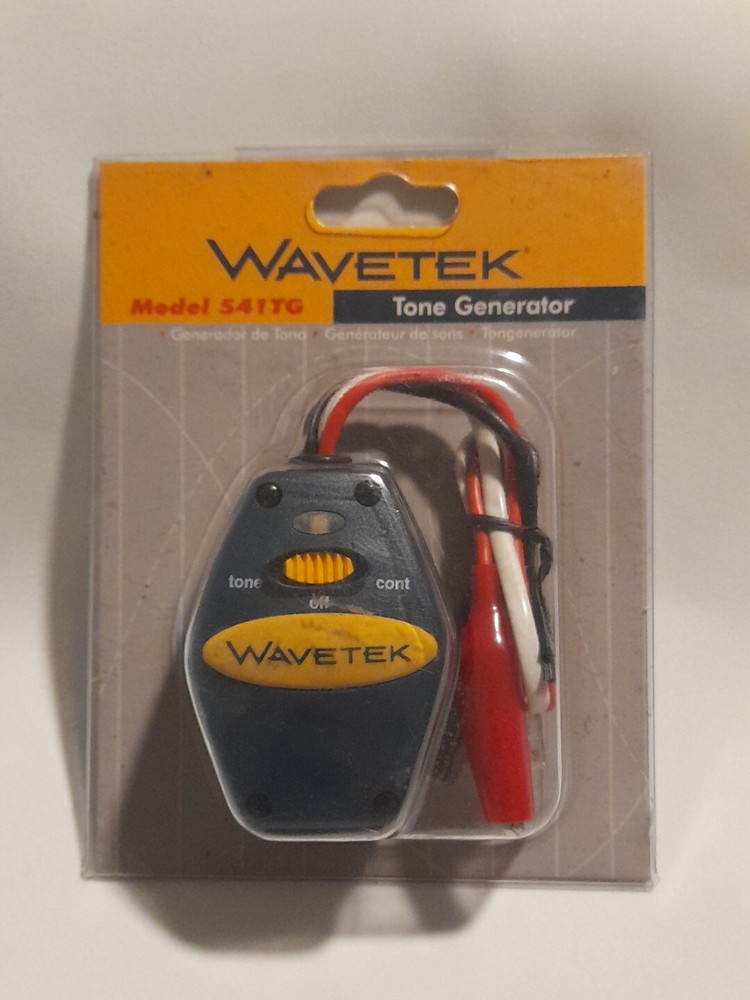 WAVETEK
Model 541TG Tone Generator
• Generador de Tono • Générateur de sons • Tongenerator
tone cont
off
WAVETEK